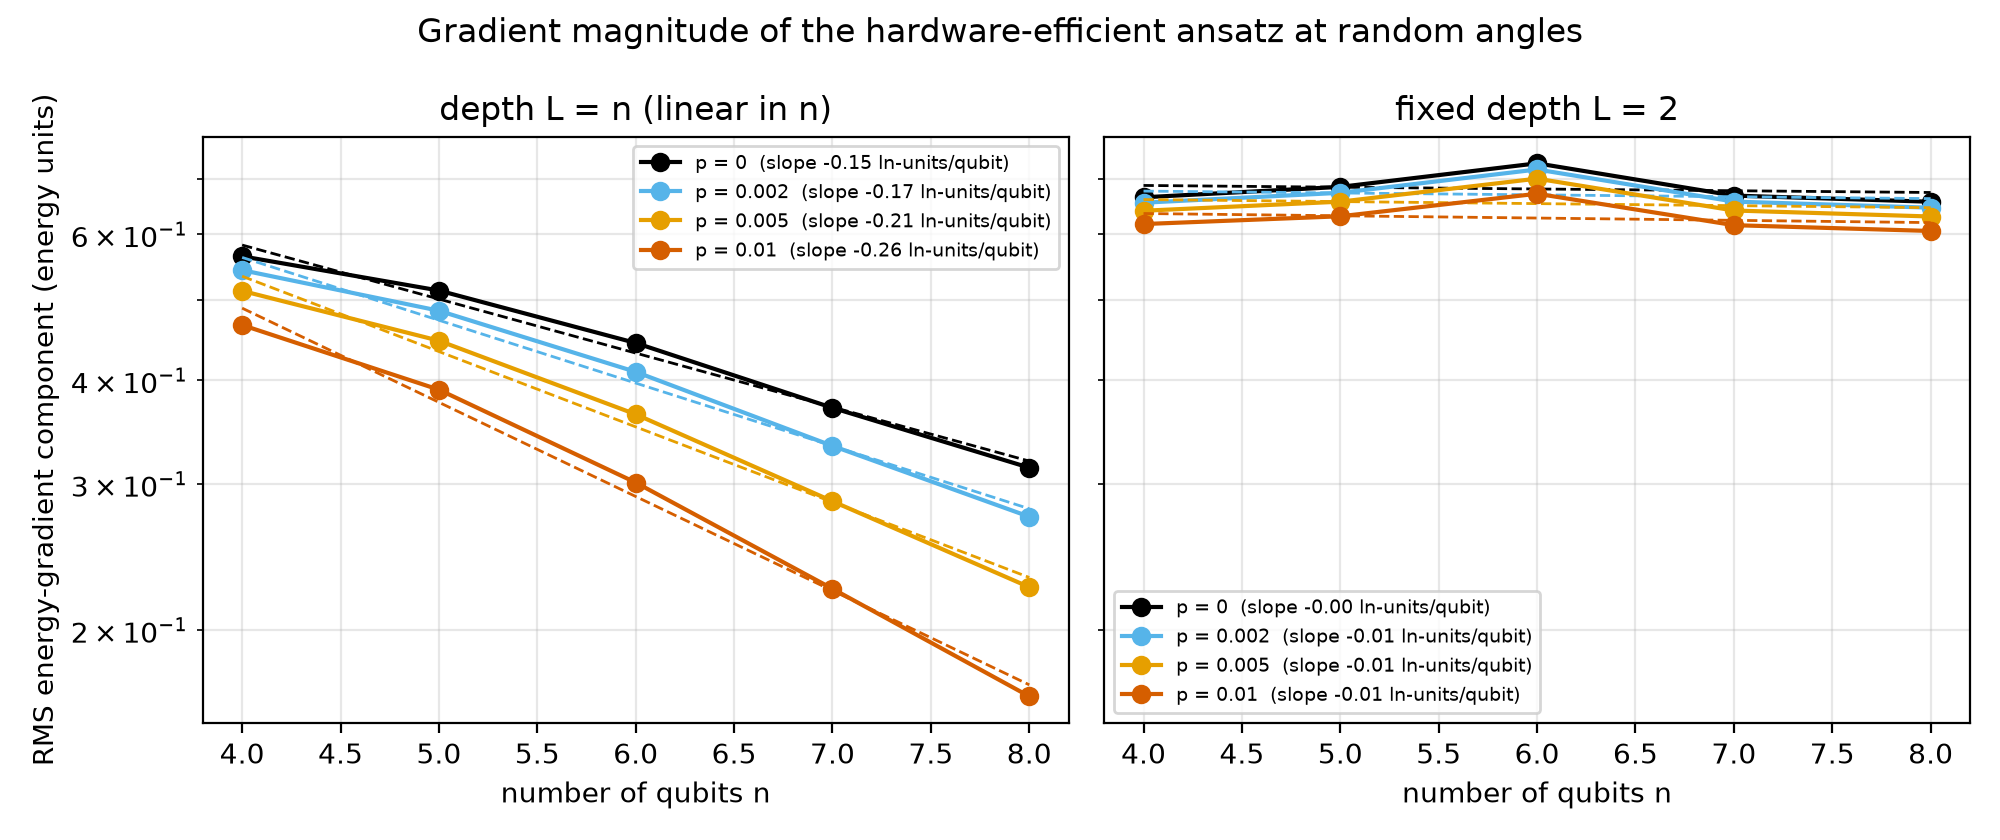 Gradient magnitude of the hardware-efficient ansatz at random angles
depth L = n (linear in n)
RMS energy-gradient component (energy units)
6 × 10⁻¹
4 × 10⁻¹
3 × 10⁻¹
2 × 10⁻¹
p = 0 (slope -0.15 ln-units/qubit)
p = 0.002 (slope -0.17 ln-units/qubit)
p = 0.005 (slope -0.21 ln-units/qubit)
p = 0.01 (slope -0.26 ln-units/qubit)
4.0 4.5 5.0 5.5 6.0 6.5 7.0 7.5 8.0
number of qubits n
fixed depth L = 2
p = 0 (slope -0.00 ln-units/qubit)
p = 0.002 (slope -0.01 ln-units/qubit)
p = 0.005 (slope -0.01 ln-units/qubit)
p = 0.01 (slope -0.01 ln-units/qubit)
4.0 4.5 5.0 5.5 6.0 6.5 7.0 7.5 8.0
number of qubits n